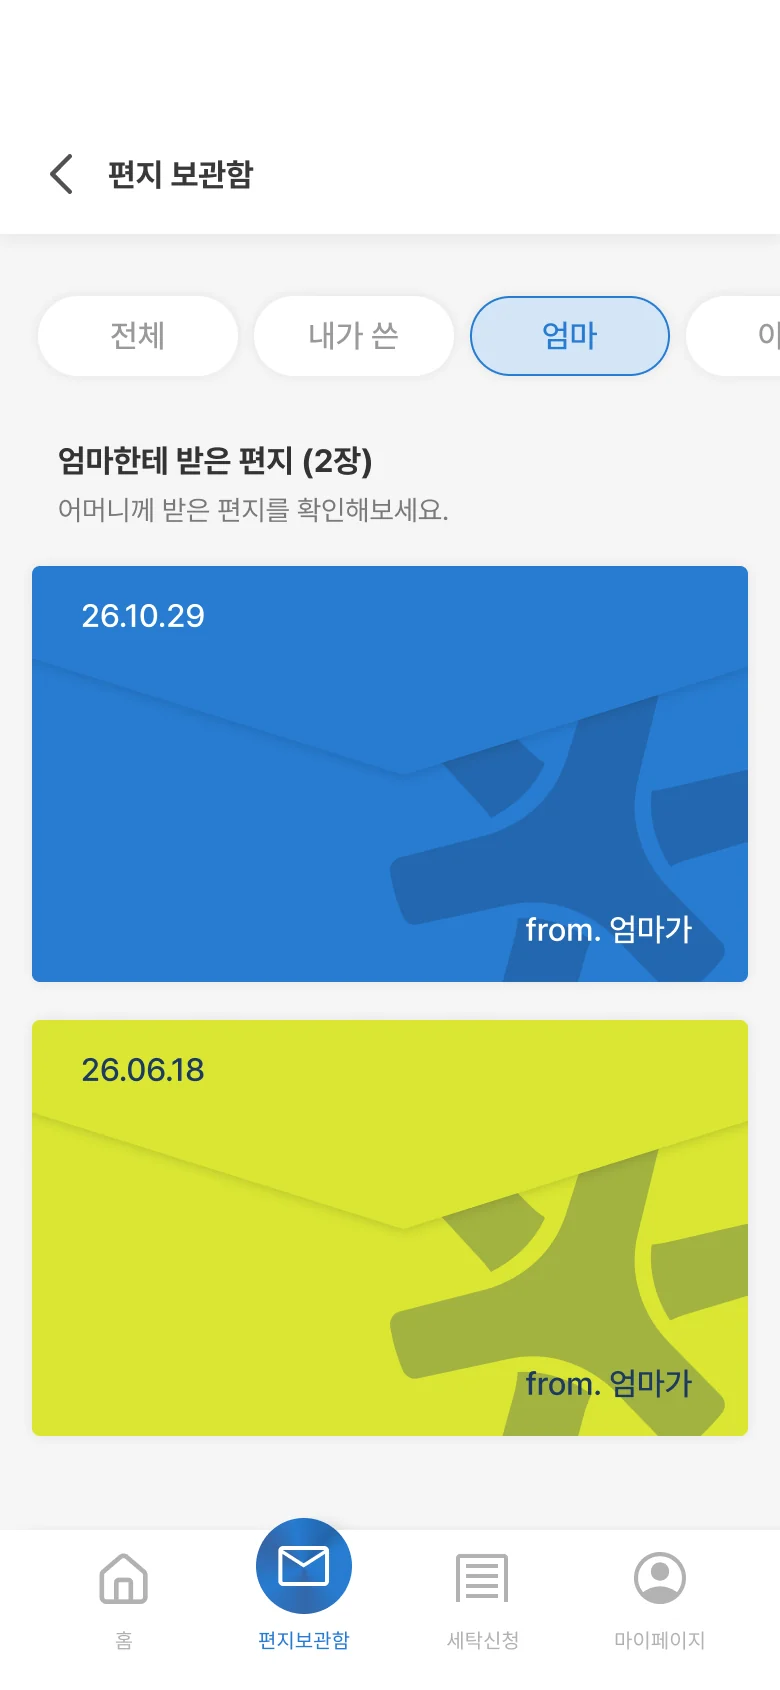 편지 보관함
전체
내가 쓴
엄마
엄마한테 받은 편지 (2장)
어머니께 받은 편지를 확인해보세요.
26.10.29
from. 엄마가
26.06.18
from. 엄마가
홈
편지보관함
세탁신청
마이페이지